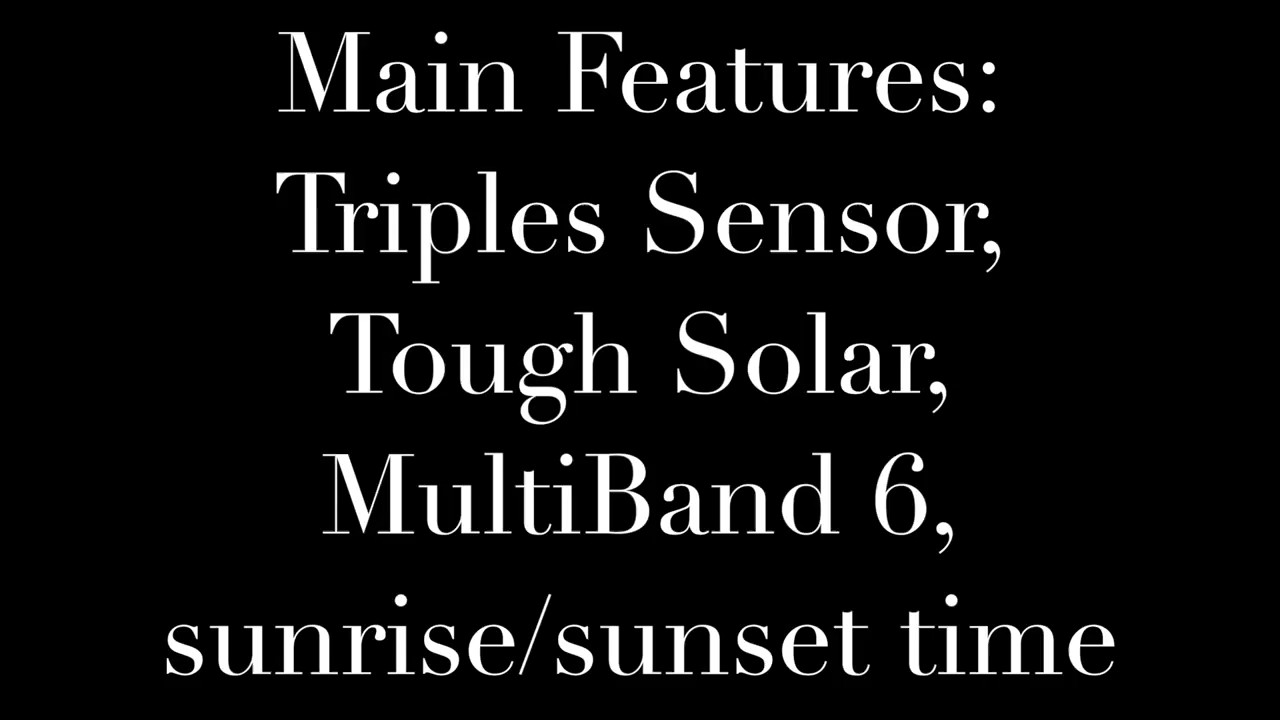 Main Features:
Triples Sensor,
Tough Solar,
MultiBand 6,
sunrise/sunset time